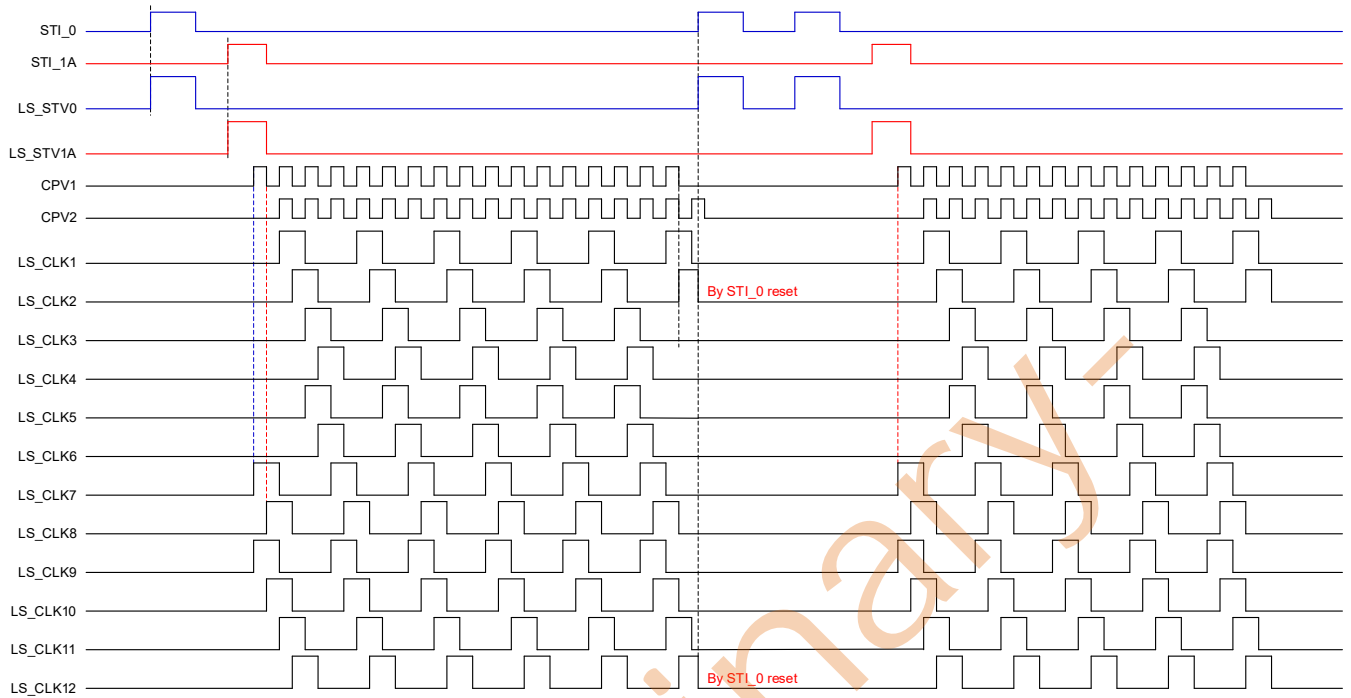 STI_0
STI_1A
LS_STV0
LS_STV1A
CPV1
CPV2
LS_CLK1
LS_CLK2
By STI_0 reset
LS_CLK3
LS_CLK4
LS_CLK5
LS_CLK6
LS_CLK7
LS_CLK8
LS_CLK9
LS_CLK10
LS_CLK11
LS_CLK12
By STI_0 reset
inary-